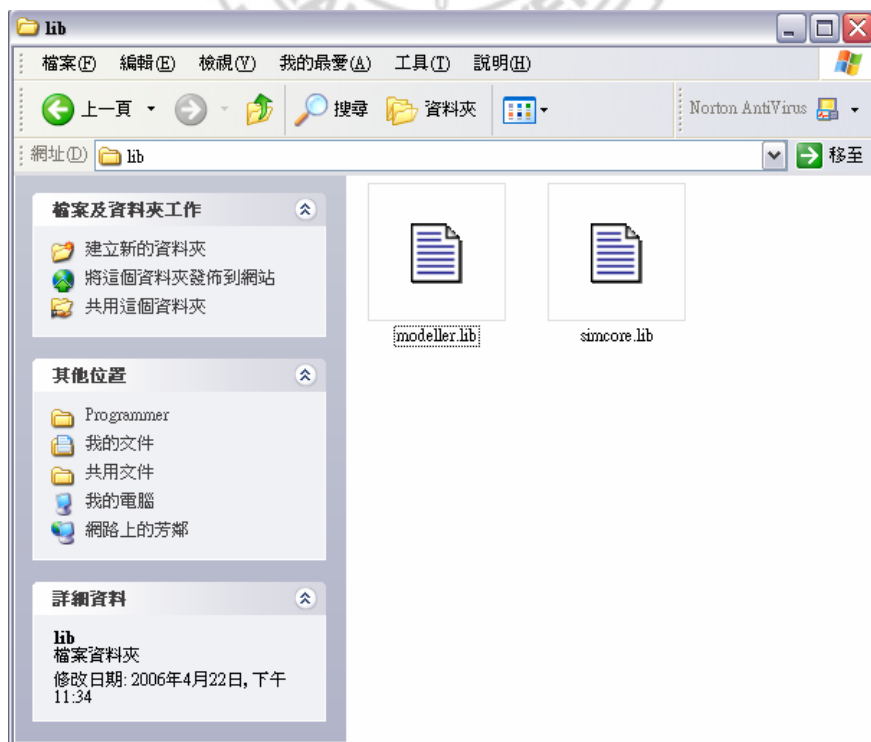 lib
檔案(F) 編輯(E) 檢視(V) 我的最愛(A) 工具(T) 說明(H)
上一頁 搜尋 資料夾 Norton AntiVirus
網址(D) lib 移至
檔案及資料夾工作
建立新的資料夾
將這個資料夾發佈到網站
共用這個資料夾
其他位置
Programmer
我的文件
共用文件
我的電腦
網路上的芳鄰
詳細資料
lib
檔案資料夾
修改日期: 2006年4月22日, 下午
11:34
modeller.lib
simcore.lib